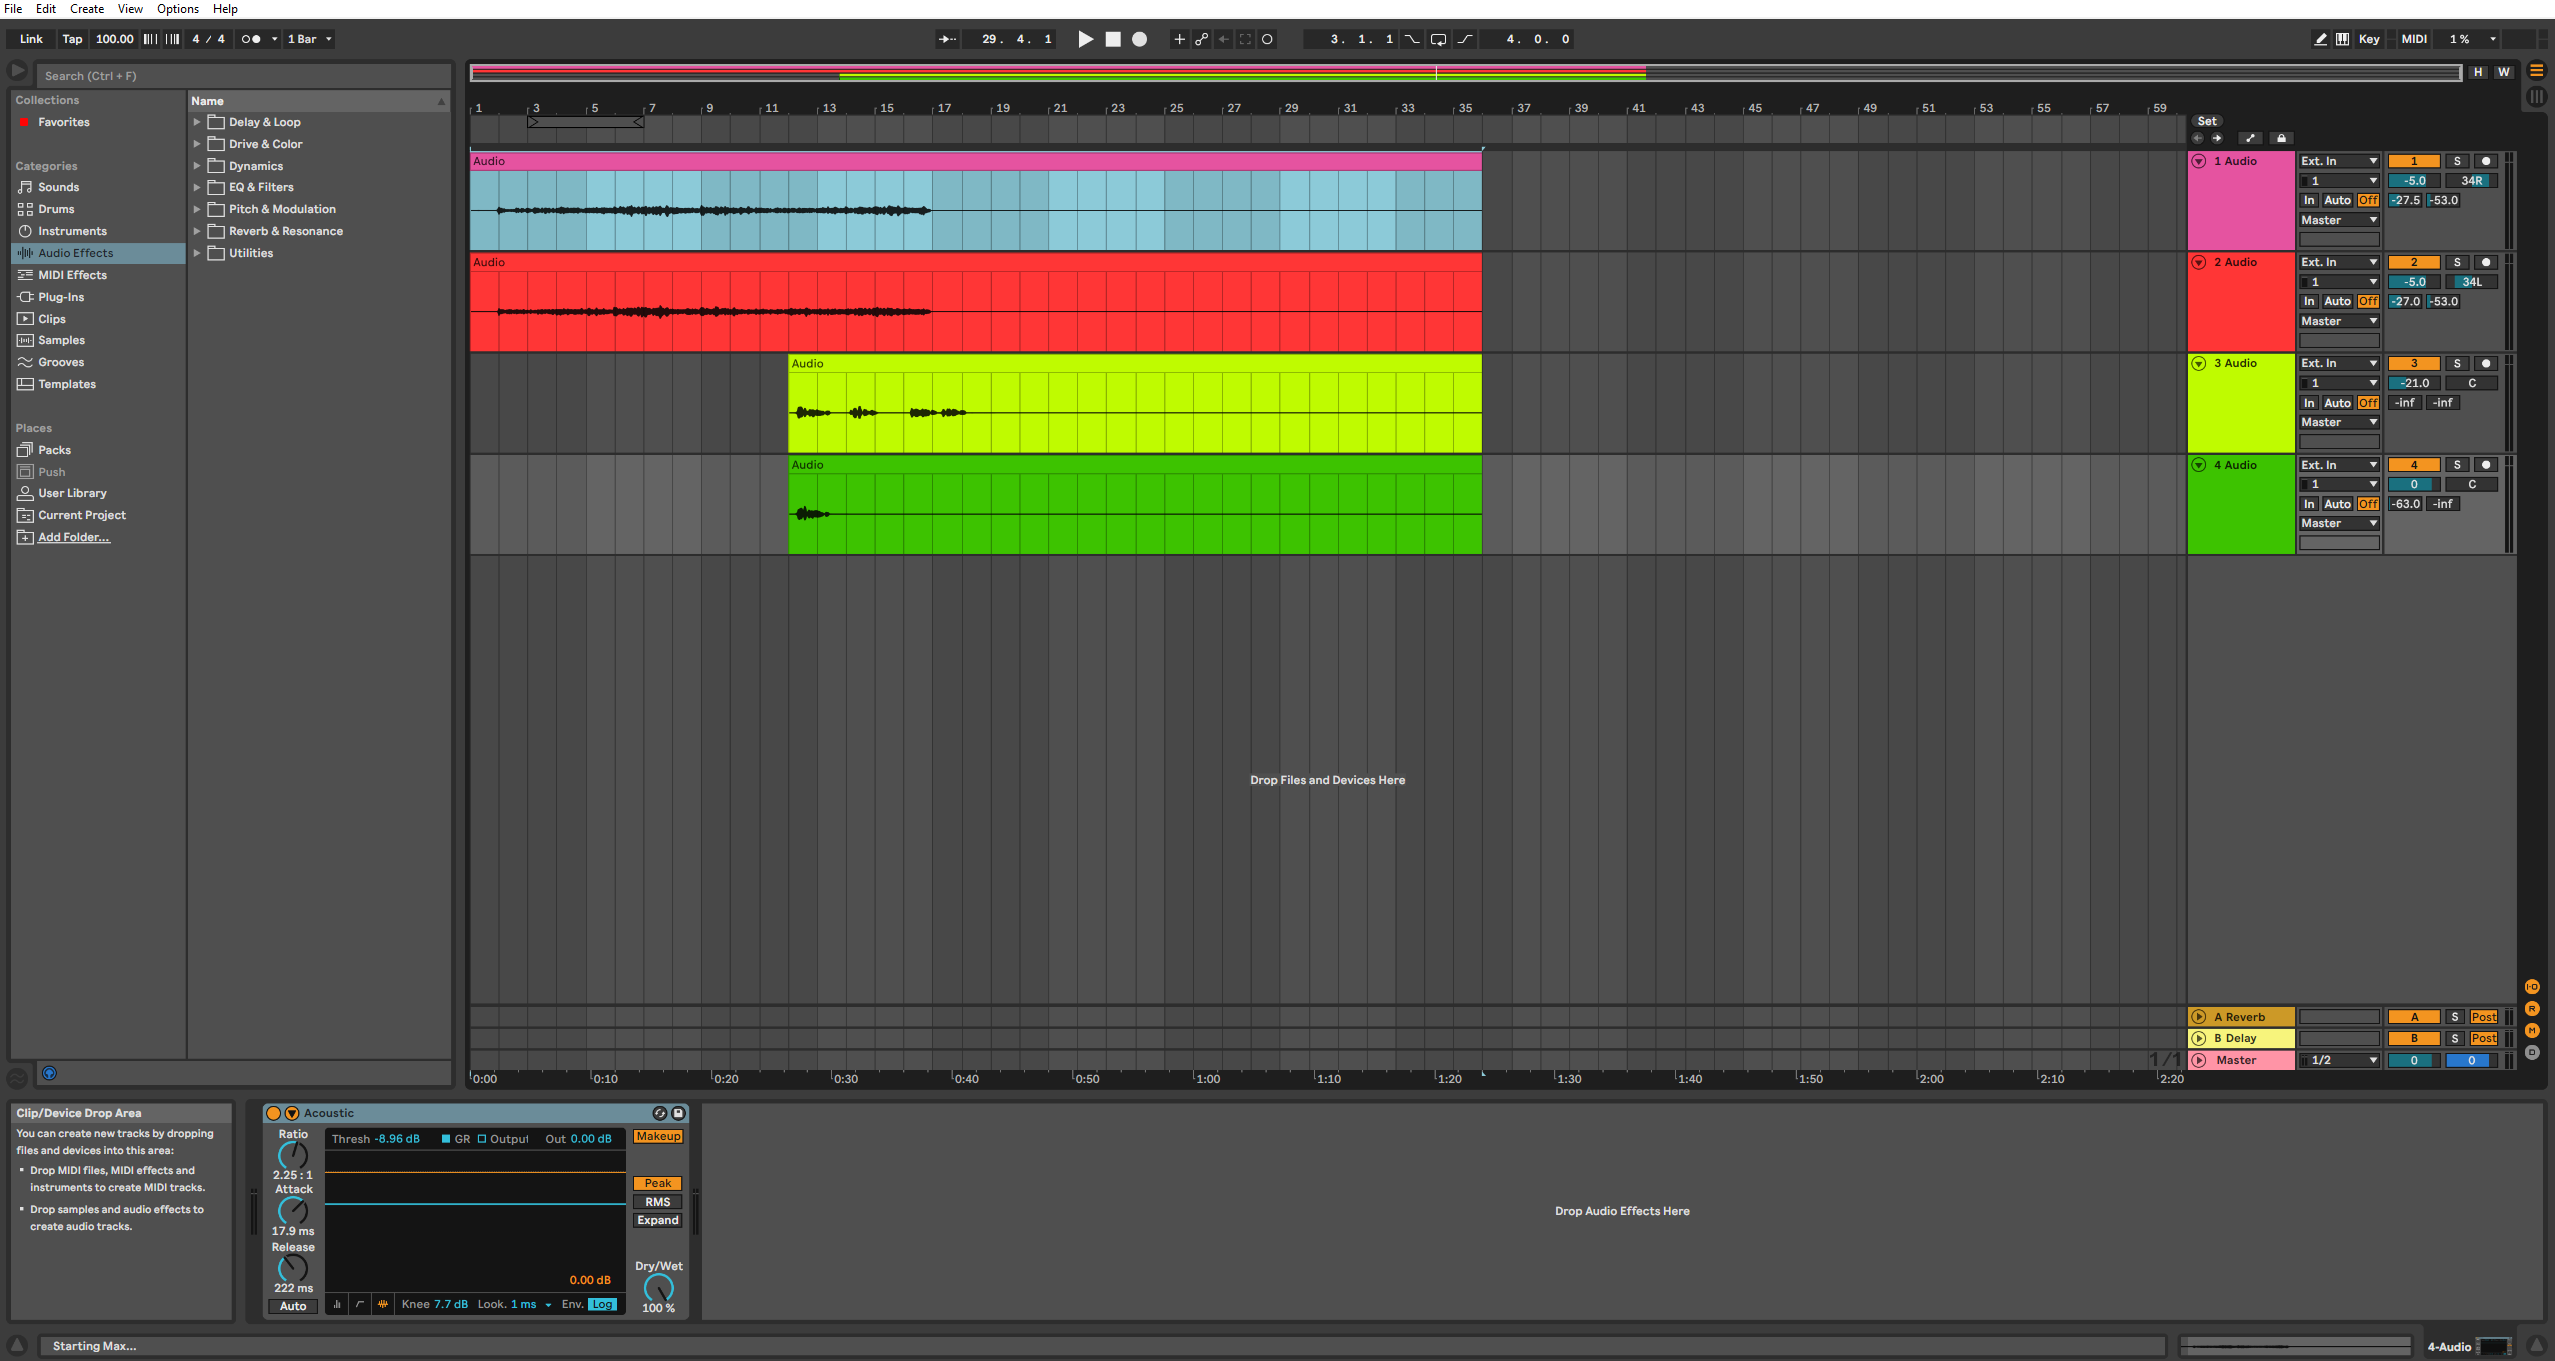 File Edit Create View Options Help
Link Tap 100.00 4 / 4 1 Bar 29. 4. 1 3. 1. 1 4. 0. 0 Key MIDI 1 %
Search (Ctrl + F)
H W
Collections
Favorites
Categories
Sounds
Drums
Instruments
Audio Effects
MIDI Effects
Plug-Ins
Clips
Samples
Grooves
Templates
Places
Packs
Push
User Library
Current Project
Add Folder...
Name
Delay & Loop
Drive & Color
Dynamics
EQ & Filters
Pitch & Modulation
Reverb & Resonance
Utilities
1 3 5 7 9 11 13 15 17 19 21 23 25 27 29 31 33 35 37 39 41 43 45 47 49 51 53 55 57 59
Set
Audio
1 Audio Ext. In 1 S
1 -5.0 34R
In Auto Off -27.5 -53.0
Master
Audio
2 Audio Ext. In 2 S
1 -5.0 34L
In Auto Off -27.0 -53.0
Master
Audio
3 Audio Ext. In 3 S
1 -21.0 C
In Auto Off -inf -inf
Master
Audio
4 Audio Ext. In 4 S
1 0 C
In Auto Off -63.0 -inf
Master
Drop Files and Devices Here
I-O
R
M
D
A Reverb A S Post
B Delay B S Post
1/1 Master 1/2 0 0
0:00 0:10 0:20 0:30 0:40 0:50 1:00 1:10 1:20 1:30 1:40 1:50 2:00 2:10 2:20
Clip/Device Drop Area
You can create new tracks by dropping
files and devices into this area:
▪ Drop MIDI files, MIDI effects and
instruments to create MIDI tracks.
▪ Drop samples and audio effects to
create audio tracks.
Acoustic
Ratio
2.25 : 1
Attack
17.9 ms
Release
222 ms
Auto
Thresh -8.96 dB GR Output Out 0.00 dB
0.00 dB
Knee 7.7 dB Look. 1 ms Env. Log
Makeup
Peak
RMS
Expand
Dry/Wet
100 %
Drop Audio Effects Here
Starting Max...
4-Audio